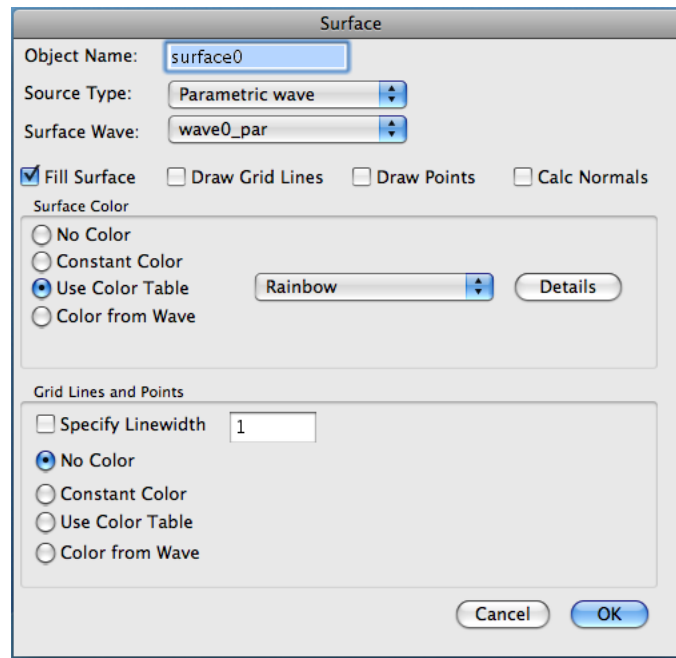 Surface
Object Name: surface0
Source Type: Parametric wave
Surface Wave: wave0_par
Fill Surface Draw Grid Lines Draw Points Calc Normals
Surface Color
No Color
Constant Color
Use Color Table Rainbow Details
Color from Wave
Grid Lines and Points
Specify Linewidth 1
No Color
Constant Color
Use Color Table
Color from Wave
Cancel OK